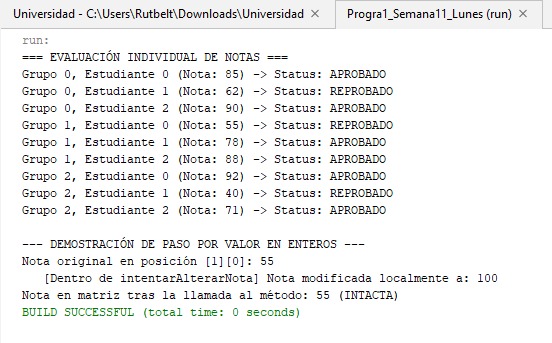 Universidad - C:\Users\Rutbelt\Downloads\Universidad × Progra1_Semana11_Lunes (run) ×
run:
=== EVALUACIÓN INDIVIDUAL DE NOTAS ===
Grupo 0, Estudiante 0 (Nota: 85) -> Status: APROBADO
Grupo 0, Estudiante 1 (Nota: 62) -> Status: REPROBADO
Grupo 0, Estudiante 2 (Nota: 90) -> Status: APROBADO
Grupo 1, Estudiante 0 (Nota: 55) -> Status: REPROBADO
Grupo 1, Estudiante 1 (Nota: 78) -> Status: APROBADO
Grupo 1, Estudiante 2 (Nota: 88) -> Status: APROBADO
Grupo 2, Estudiante 0 (Nota: 92) -> Status: APROBADO
Grupo 2, Estudiante 1 (Nota: 40) -> Status: REPROBADO
Grupo 2, Estudiante 2 (Nota: 71) -> Status: APROBADO
--- DEMOSTRACIÓN DE PASO POR VALOR EN ENTEROS ---
Nota original en posición [1][0]: 55
[Dentro de intentarAlterarNota] Nota modificada localmente a: 100
Nota en matriz tras la llamada al método: 55 (INTACTA)
BUILD SUCCESSFUL (total time: 0 seconds)